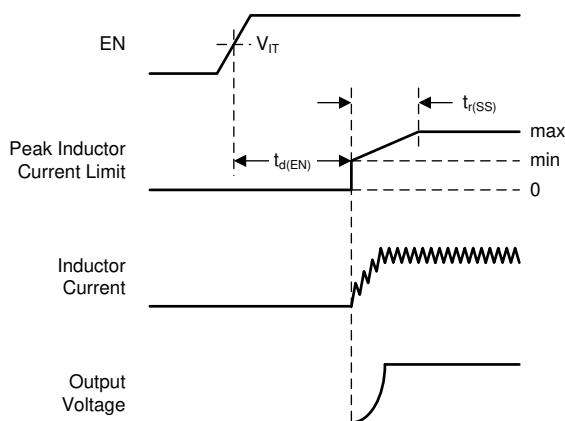 EN
V_IT
t_r(SS)
Peak Inductor
Current Limit
t_d(EN)
max
min
0
Inductor
Current
Output
Voltage